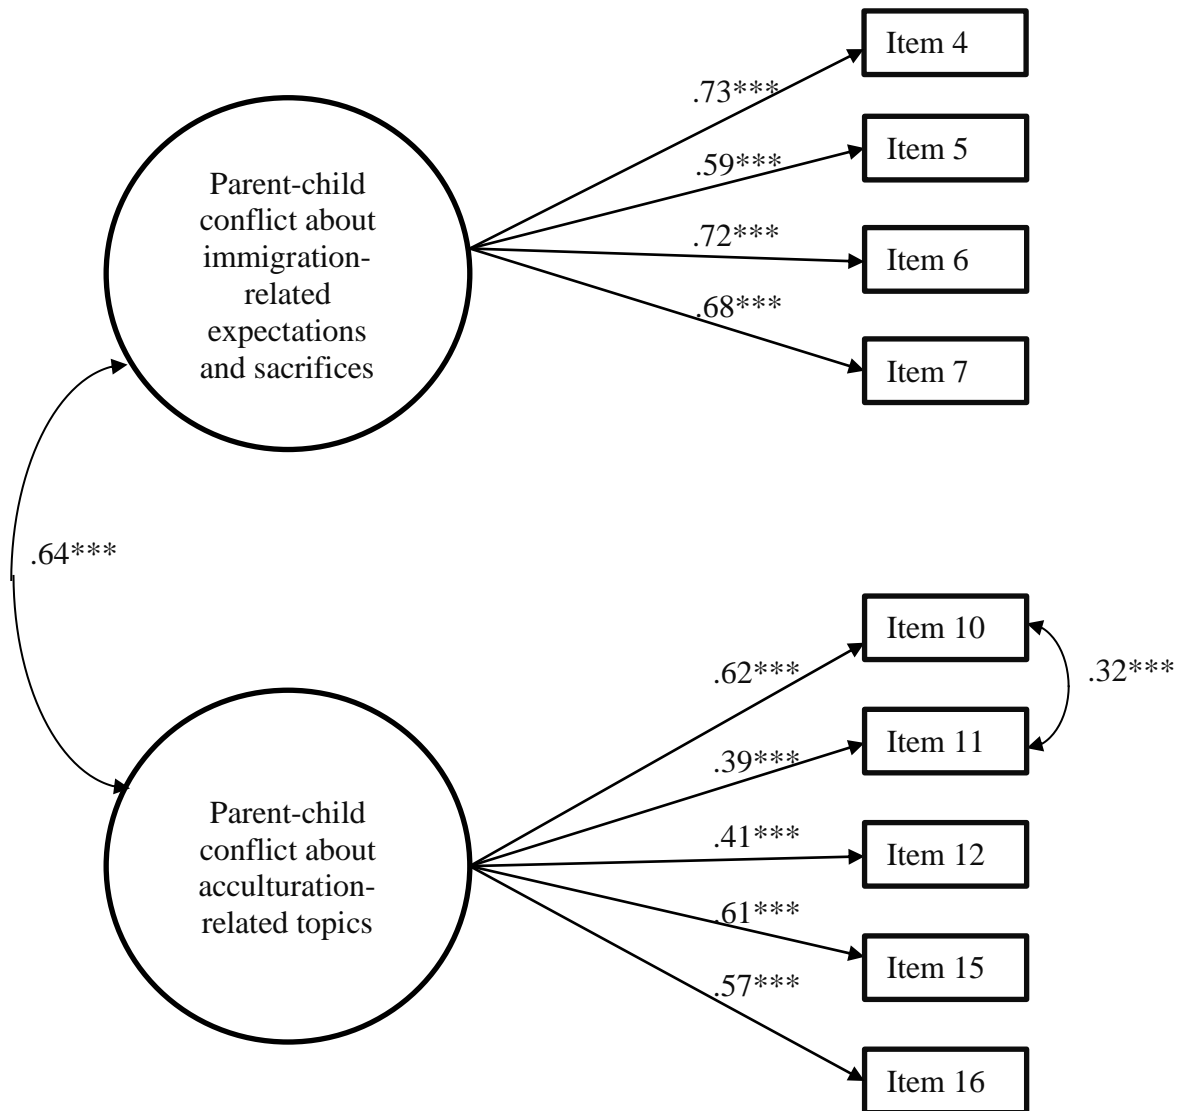 Item 4
.73***
Item 5
.59***
Parent-child
conflict about
immigration-
related
expectations
and sacrifices
.72***
Item 6
.68***
Item 7
.64***
Item 10
.62***
.32***
Item 11
.39***
Parent-child
conflict about
acculturation-
related topics
.41***
Item 12
.61***
Item 15
.57***
Item 16